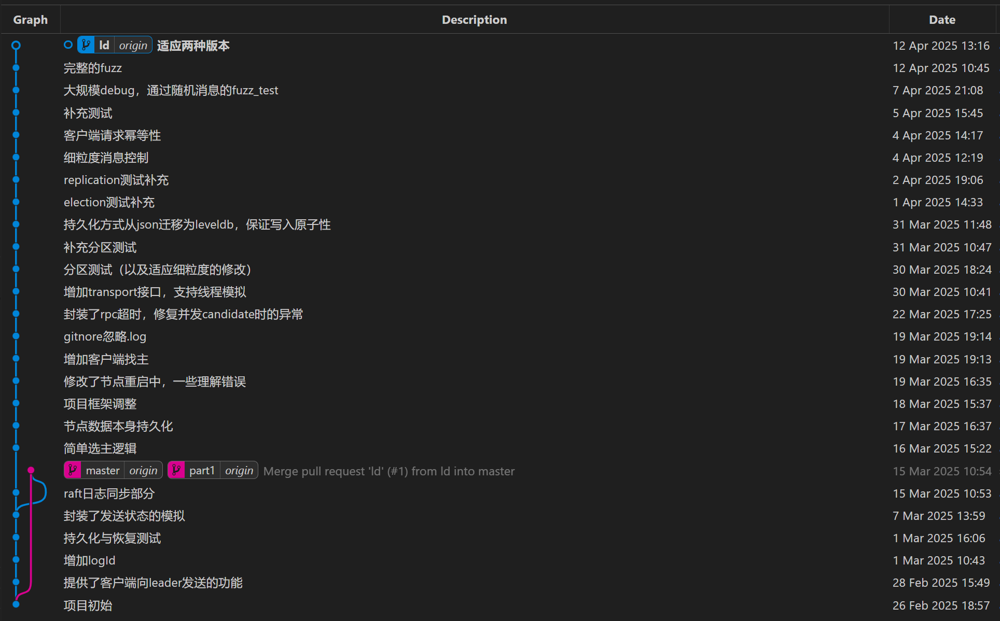 Graph Description Date
ld origin 适应两种版本 12 Apr 2025 13:16
完整的fuzz 12 Apr 2025 10:45
大规模debug，通过随机消息的fuzz_test 7 Apr 2025 21:08
补充测试 5 Apr 2025 15:45
客户端请求幂等性 4 Apr 2025 14:17
细粒度消息控制 4 Apr 2025 12:19
replication测试补充 2 Apr 2025 19:06
election测试补充 1 Apr 2025 14:33
持久化方式从json迁移为leveldb，保证写入原子性 31 Mar 2025 11:48
补充分区测试 31 Mar 2025 10:47
分区测试（以及适应细粒度的修改） 30 Mar 2025 18:24
增加transport接口，支持线程模拟 30 Mar 2025 10:41
封装了rpc超时，修复并发candidate时的异常 22 Mar 2025 17:25
gitnore忽略.log 19 Mar 2025 19:14
增加客户端找主 19 Mar 2025 19:13
修改了节点重启中，一些理解错误 19 Mar 2025 16:35
项目框架调整 18 Mar 2025 15:37
节点数据本身持久化 17 Mar 2025 16:37
简单选主逻辑 16 Mar 2025 15:22
master origin part1 origin Merge pull request 'ld' (#1) from ld into master 15 Mar 2025 10:54
raft日志同步部分 15 Mar 2025 10:53
封装了发送状态的模拟 7 Mar 2025 13:59
持久化与恢复测试 1 Mar 2025 16:06
增加logId 1 Mar 2025 10:43
提供了客户端向leader发送的功能 28 Feb 2025 15:49
项目初始 26 Feb 2025 18:57